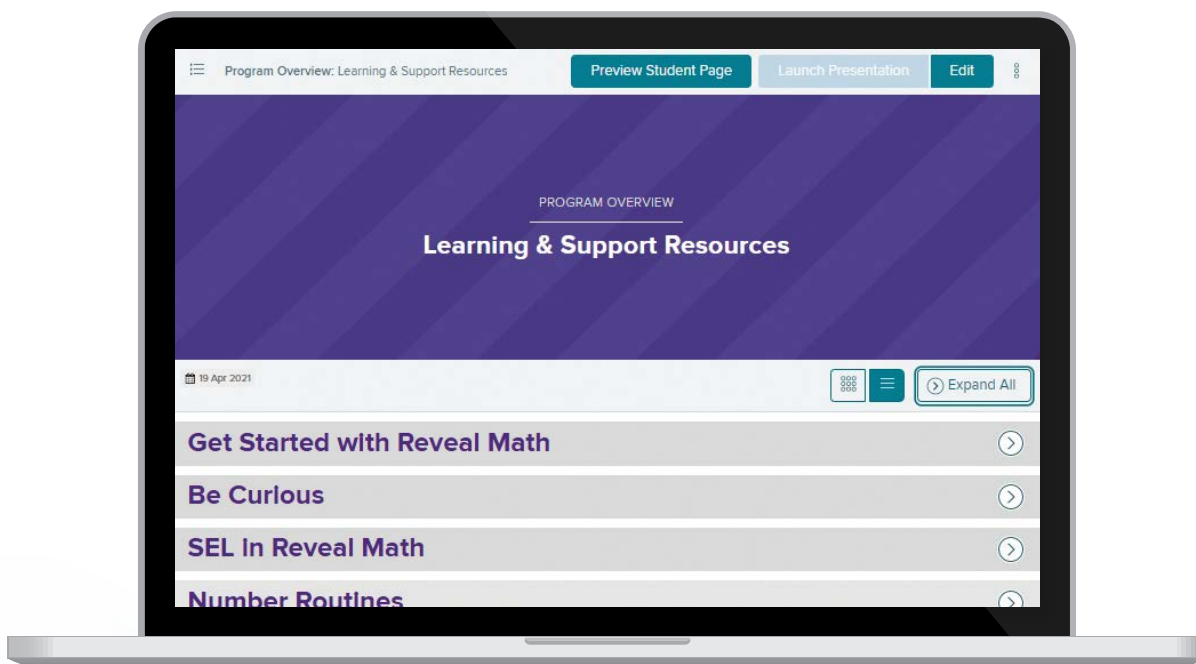 Program Overview: Learning & Support Resources
Preview Student Page
Launch Presentation
Edit
PROGRAM OVERVIEW
Learning & Support Resources
19 Apr 2021
Expand All
Get Started with Reveal Math
Be Curious
SEL in Reveal Math
Number Routines